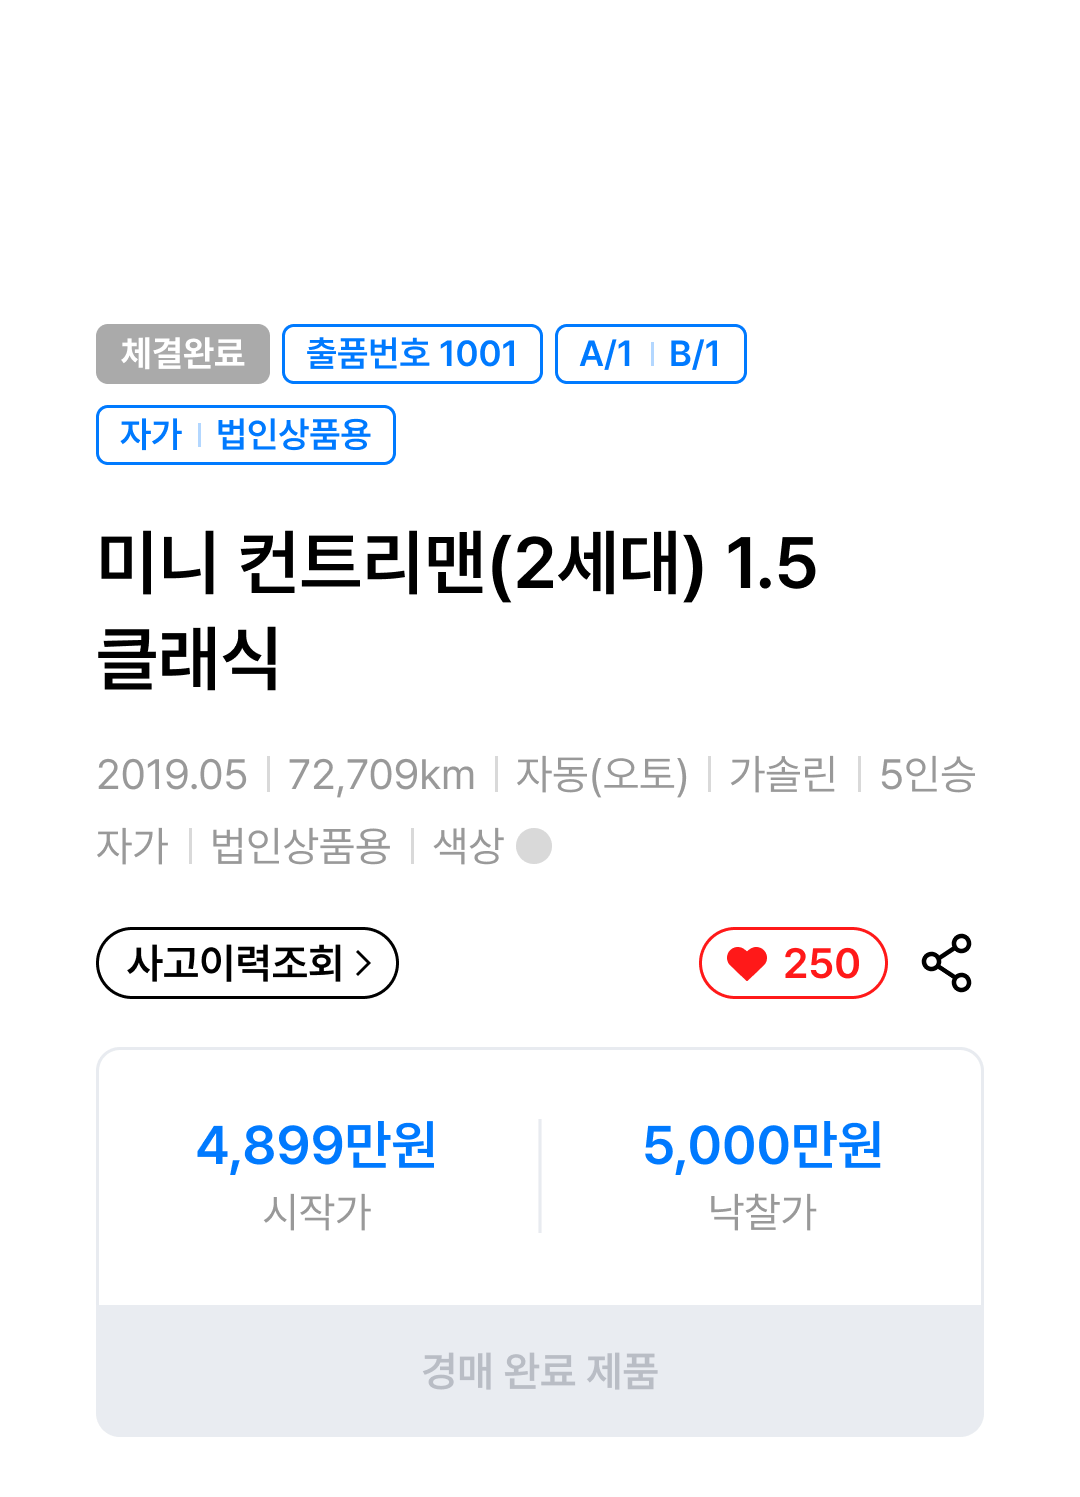 체결완료 출품번호 1001 A/1 B/1
자가 법인상품용
미니 컨트리맨(2세대) 1.5
클래식
2019.05 72,709km 자동(오토) 가솔린 5인승
자가 법인상품용 색상
사고이력조회 250
4,899만원 5,000만원
시작가 낙찰가
경매 완료 제품